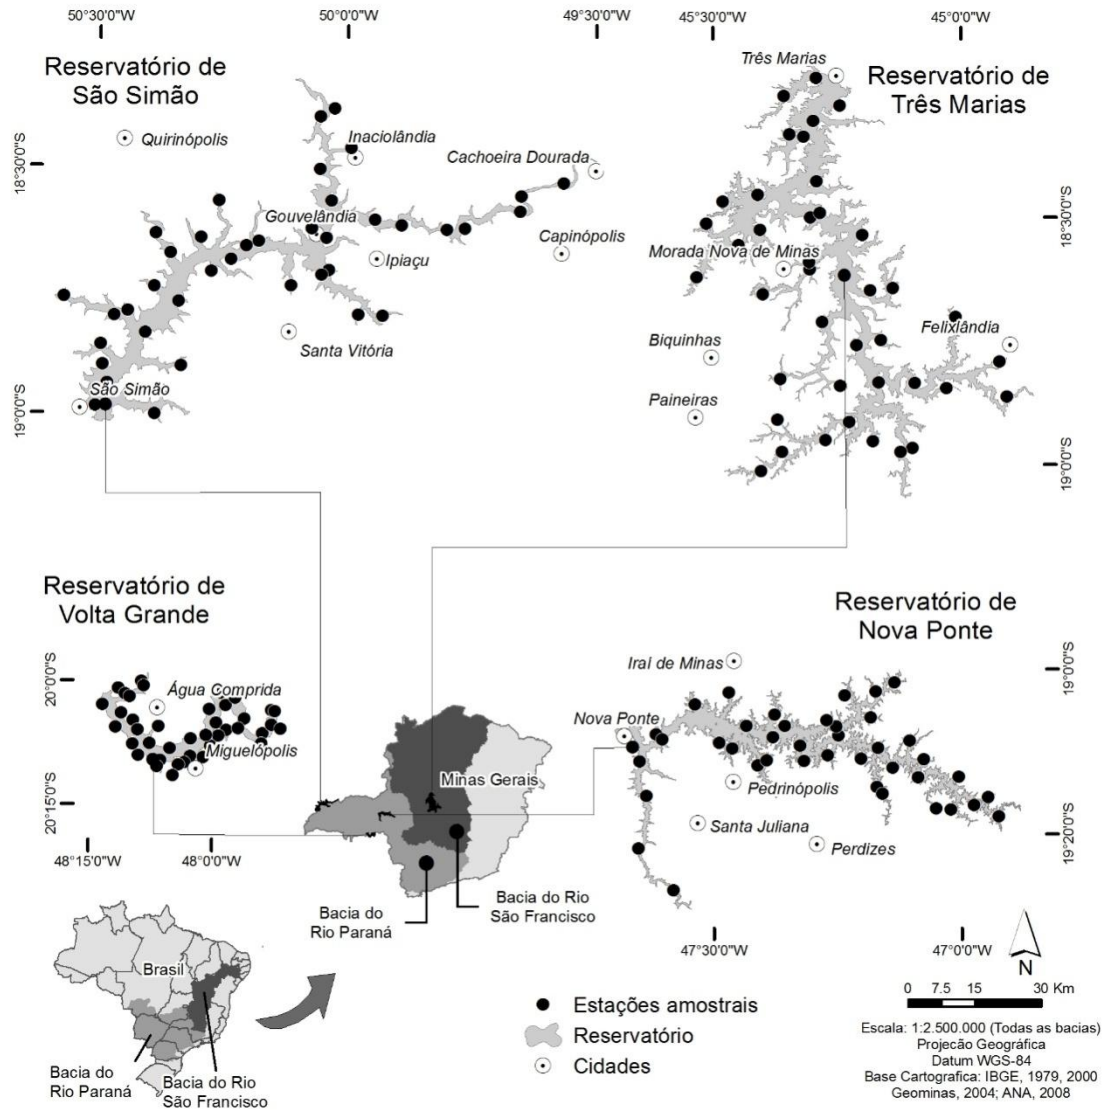 50°30'0"W
50°0'0"W
49°30'0"W
45°30'0"W
45°0'0"W
Reservatório de
São Simão
Quirinópolis
Inaciolândia
Cachoeira Dourada
Gouvelândia
Capinópolis
Ipiaçu
Santa Vitória
São Simão
18°30'0"S
19°0'0"S
Três Marias
Reservatório de
Três Marias
Morada Nova de Minas
Biquinhas
Paineiras
Felixlândia
18°30'0"S
19°0'0"S
Reservatório de
Volta Grande
Água Comprida
Miguelópolis
20°0'0"S
20°15'0"S
48°15'0"W
48°0'0"W
Reservatório de
Nova Ponte
Iraí de Minas
Nova Ponte
Pedrinópolis
Santa Juliana
Perdizes
19°0'0"S
19°20'0"S
47°30'0"W
47°0'0"W
Minas Gerais
Bacia do
Rio Paraná
Bacia do Rio
São Francisco
Brasil
Bacia do
Rio Paraná
Bacia do Rio
São Francisco
Estações amostrais
Reservatório
Cidades
N
0 7.5 15 30 Km
Escala: 1:2.500.000 (Todas as bacias)
Projecão Geográfica
Datum WGS-84
Base Cartografica: IBGE, 1979, 2000
Geominas, 2004; ANA, 2008